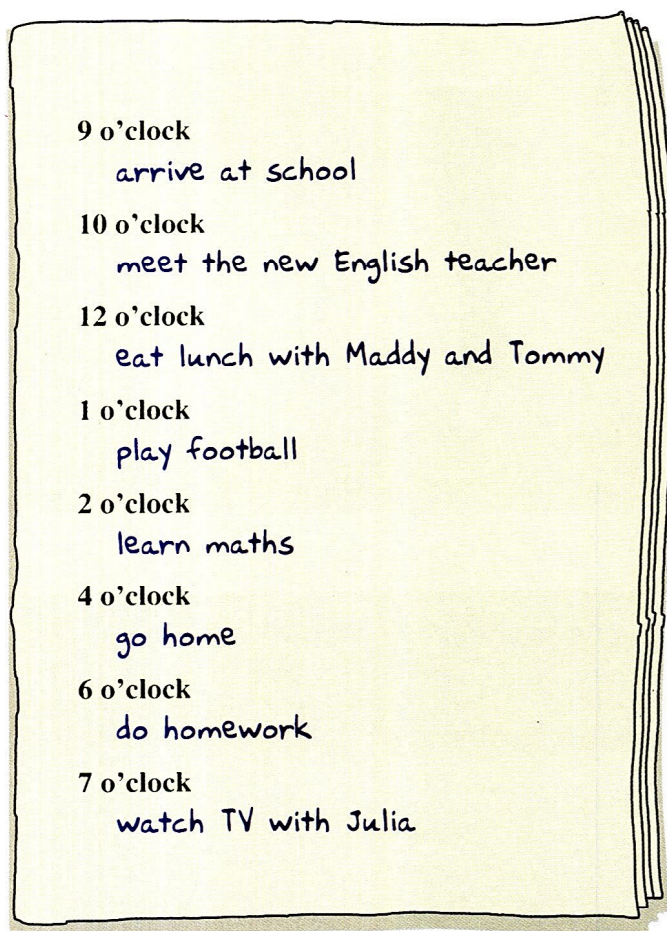 9 o'clock
arrive at school
10 o'clock
meet the new English teacher
12 o'clock
eat lunch with Maddy and Tommy
1 o'clock
play football
2 o'clock
learn maths
4 o'clock
go home
6 o'clock
do homework
7 o'clock
watch TV with Julia